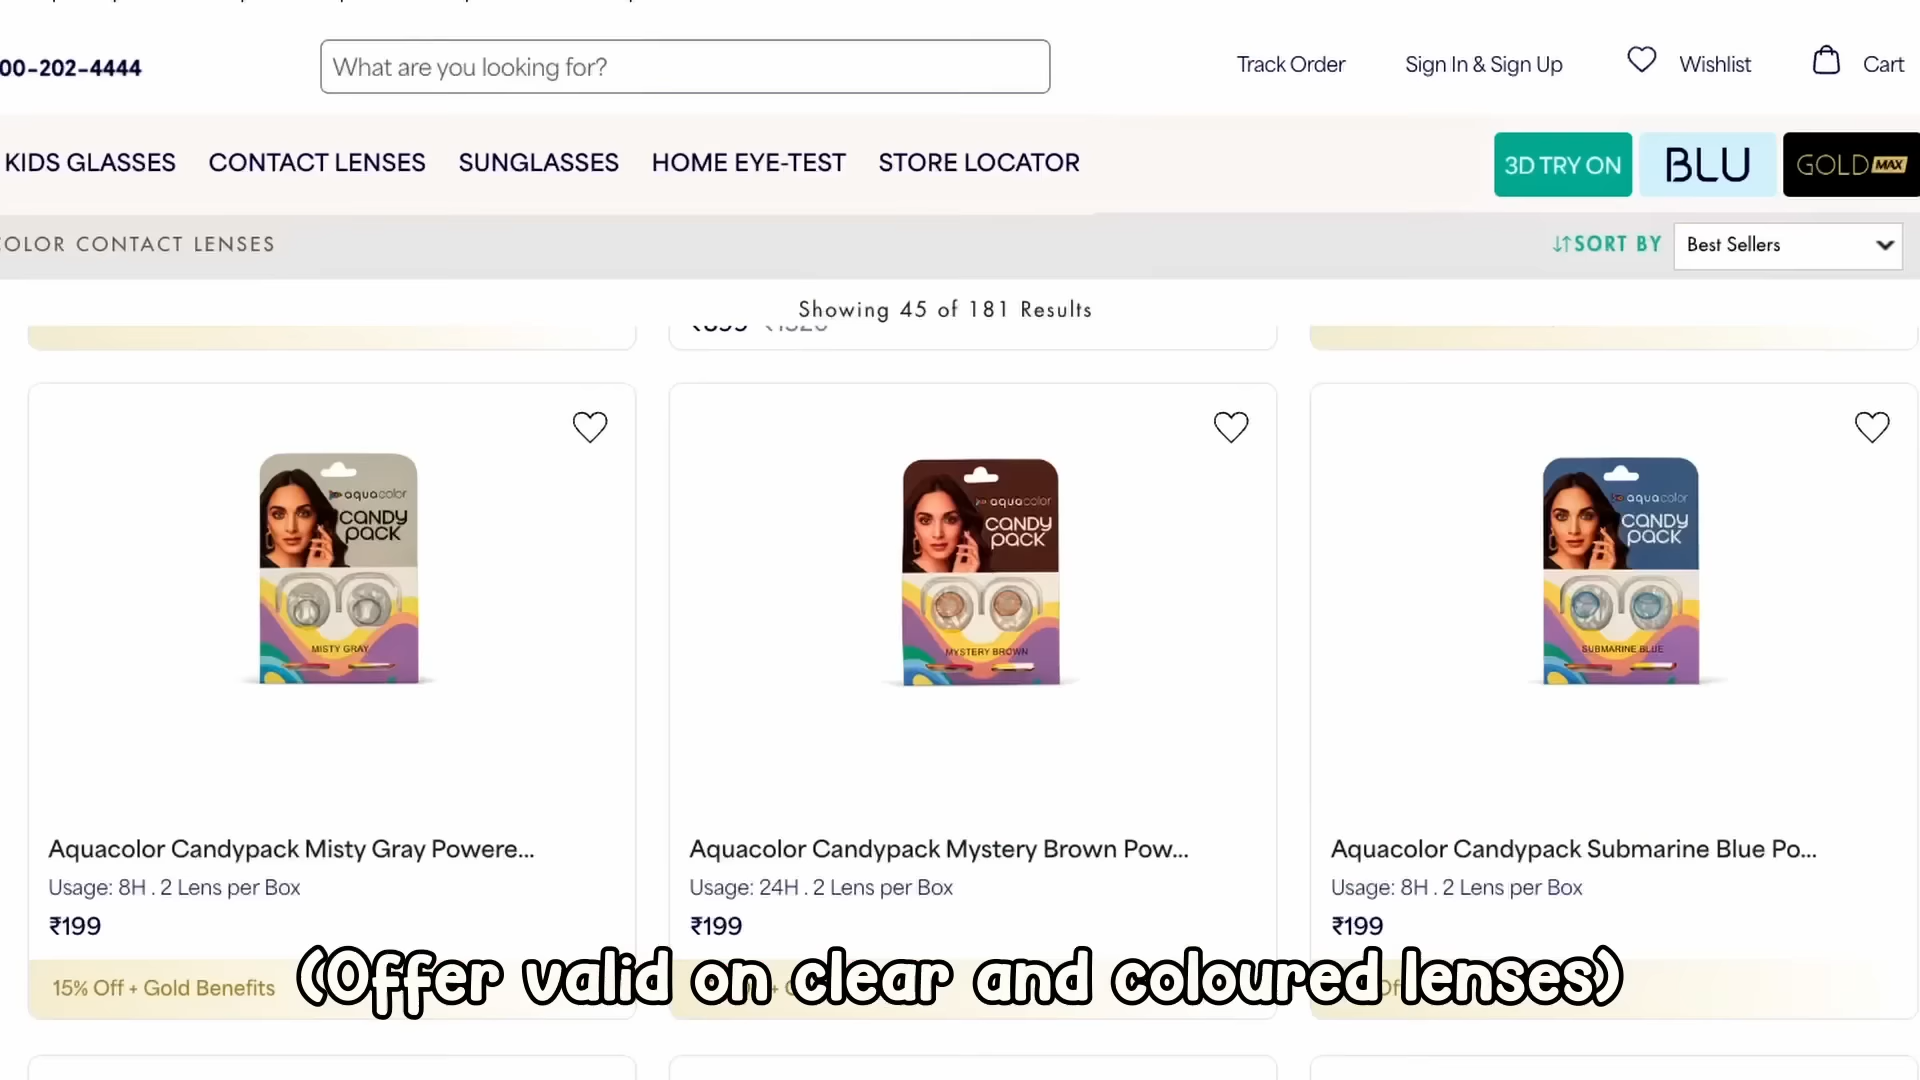 00-202-4444
What are you looking for?
Track Order
Sign In & Sign Up
Wishlist
Cart
KIDS GLASSES
CONTACT LENSES
SUNGLASSES
HOME EYE-TEST
STORE LOCATOR
3D TRY ON
BLU
GOLD MAX
COLOR CONTACT LENSES
SORT BY
Best Sellers
Showing 45 of 181 Results
aquacolor
CANDY
PACK
MISTY GRAY
aquacolor
CANDY
PACK
MYSTERY BROWN
aquacolor
CANDY
PACK
SUBMARINE BLUE
Aquacolor Candypack Misty Gray Powere...
Usage: 8H . 2 Lens per Box
₹199
15% Off + Gold Benefits
Aquacolor Candypack Mystery Brown Pow...
Usage: 24H . 2 Lens per Box
₹199
Aquacolor Candypack Submarine Blue Po...
Usage: 8H . 2 Lens per Box
₹199
(Offer valid on clear and coloured lenses)